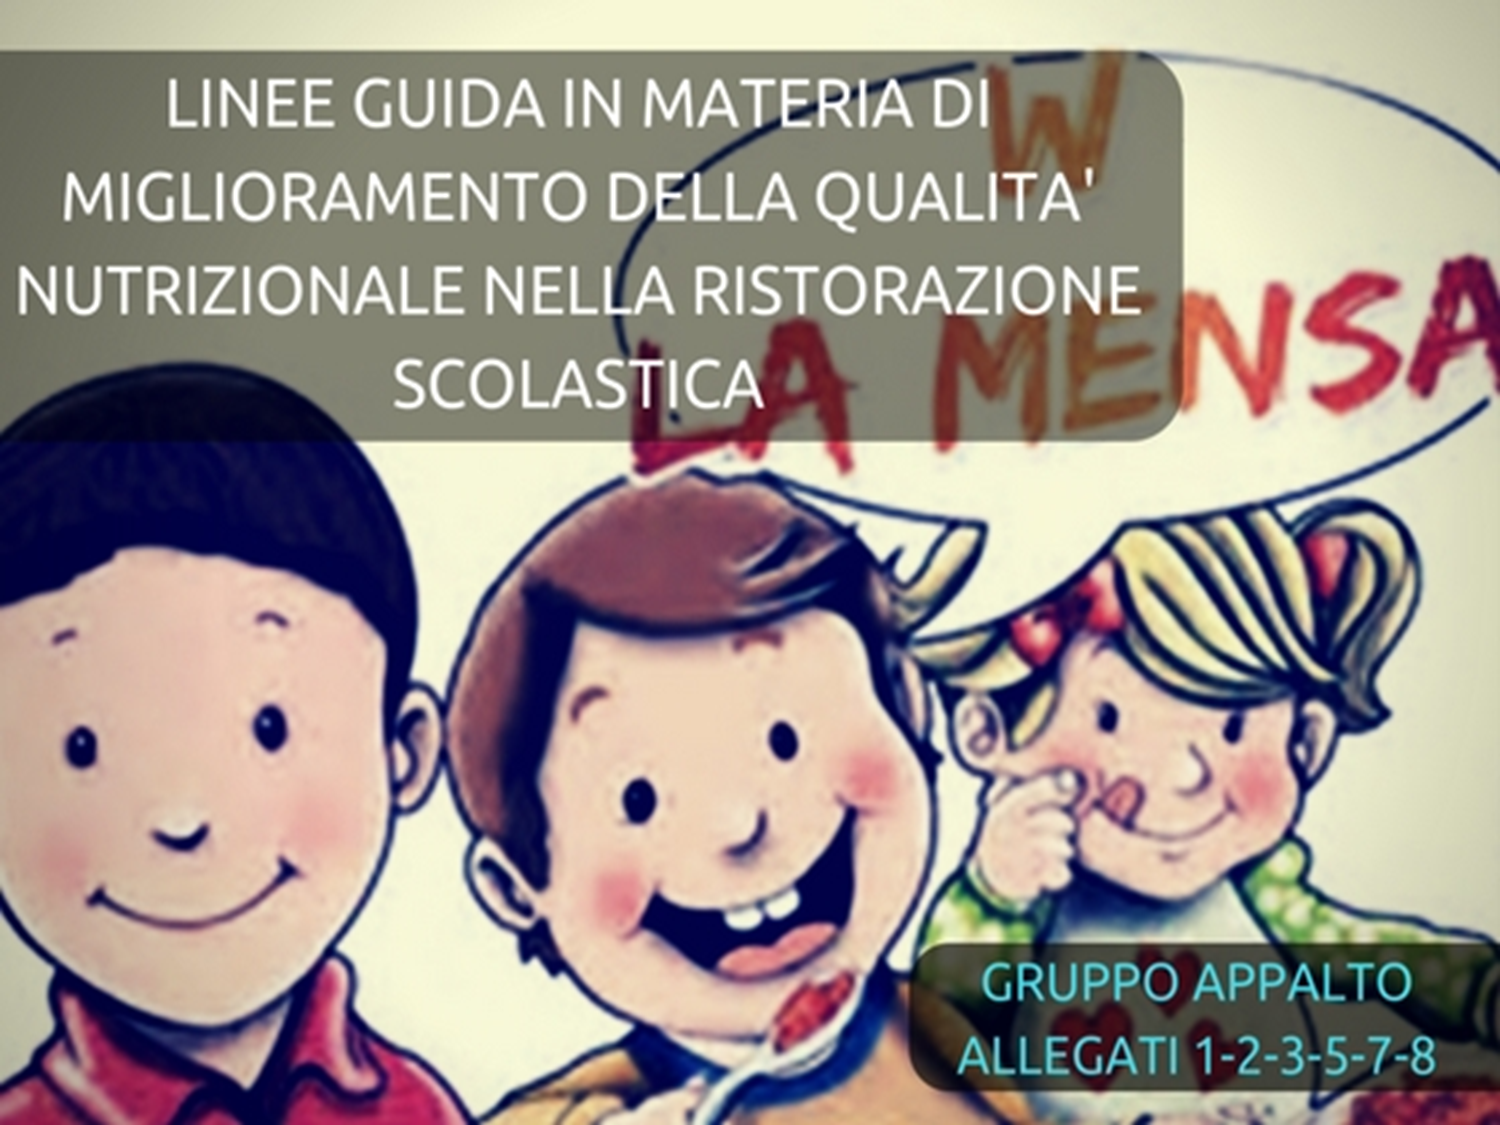 LINEE GUIDA IN MATERIA DI
MIGLIORAMENTO DELLA QUALITA'
NUTRIZIONALE NELLA RISTORAZIONE
SCOLASTICA
W
LA MENSA
GRUPPO APPALTO
ALLEGATI 1-2-3-5-7-8